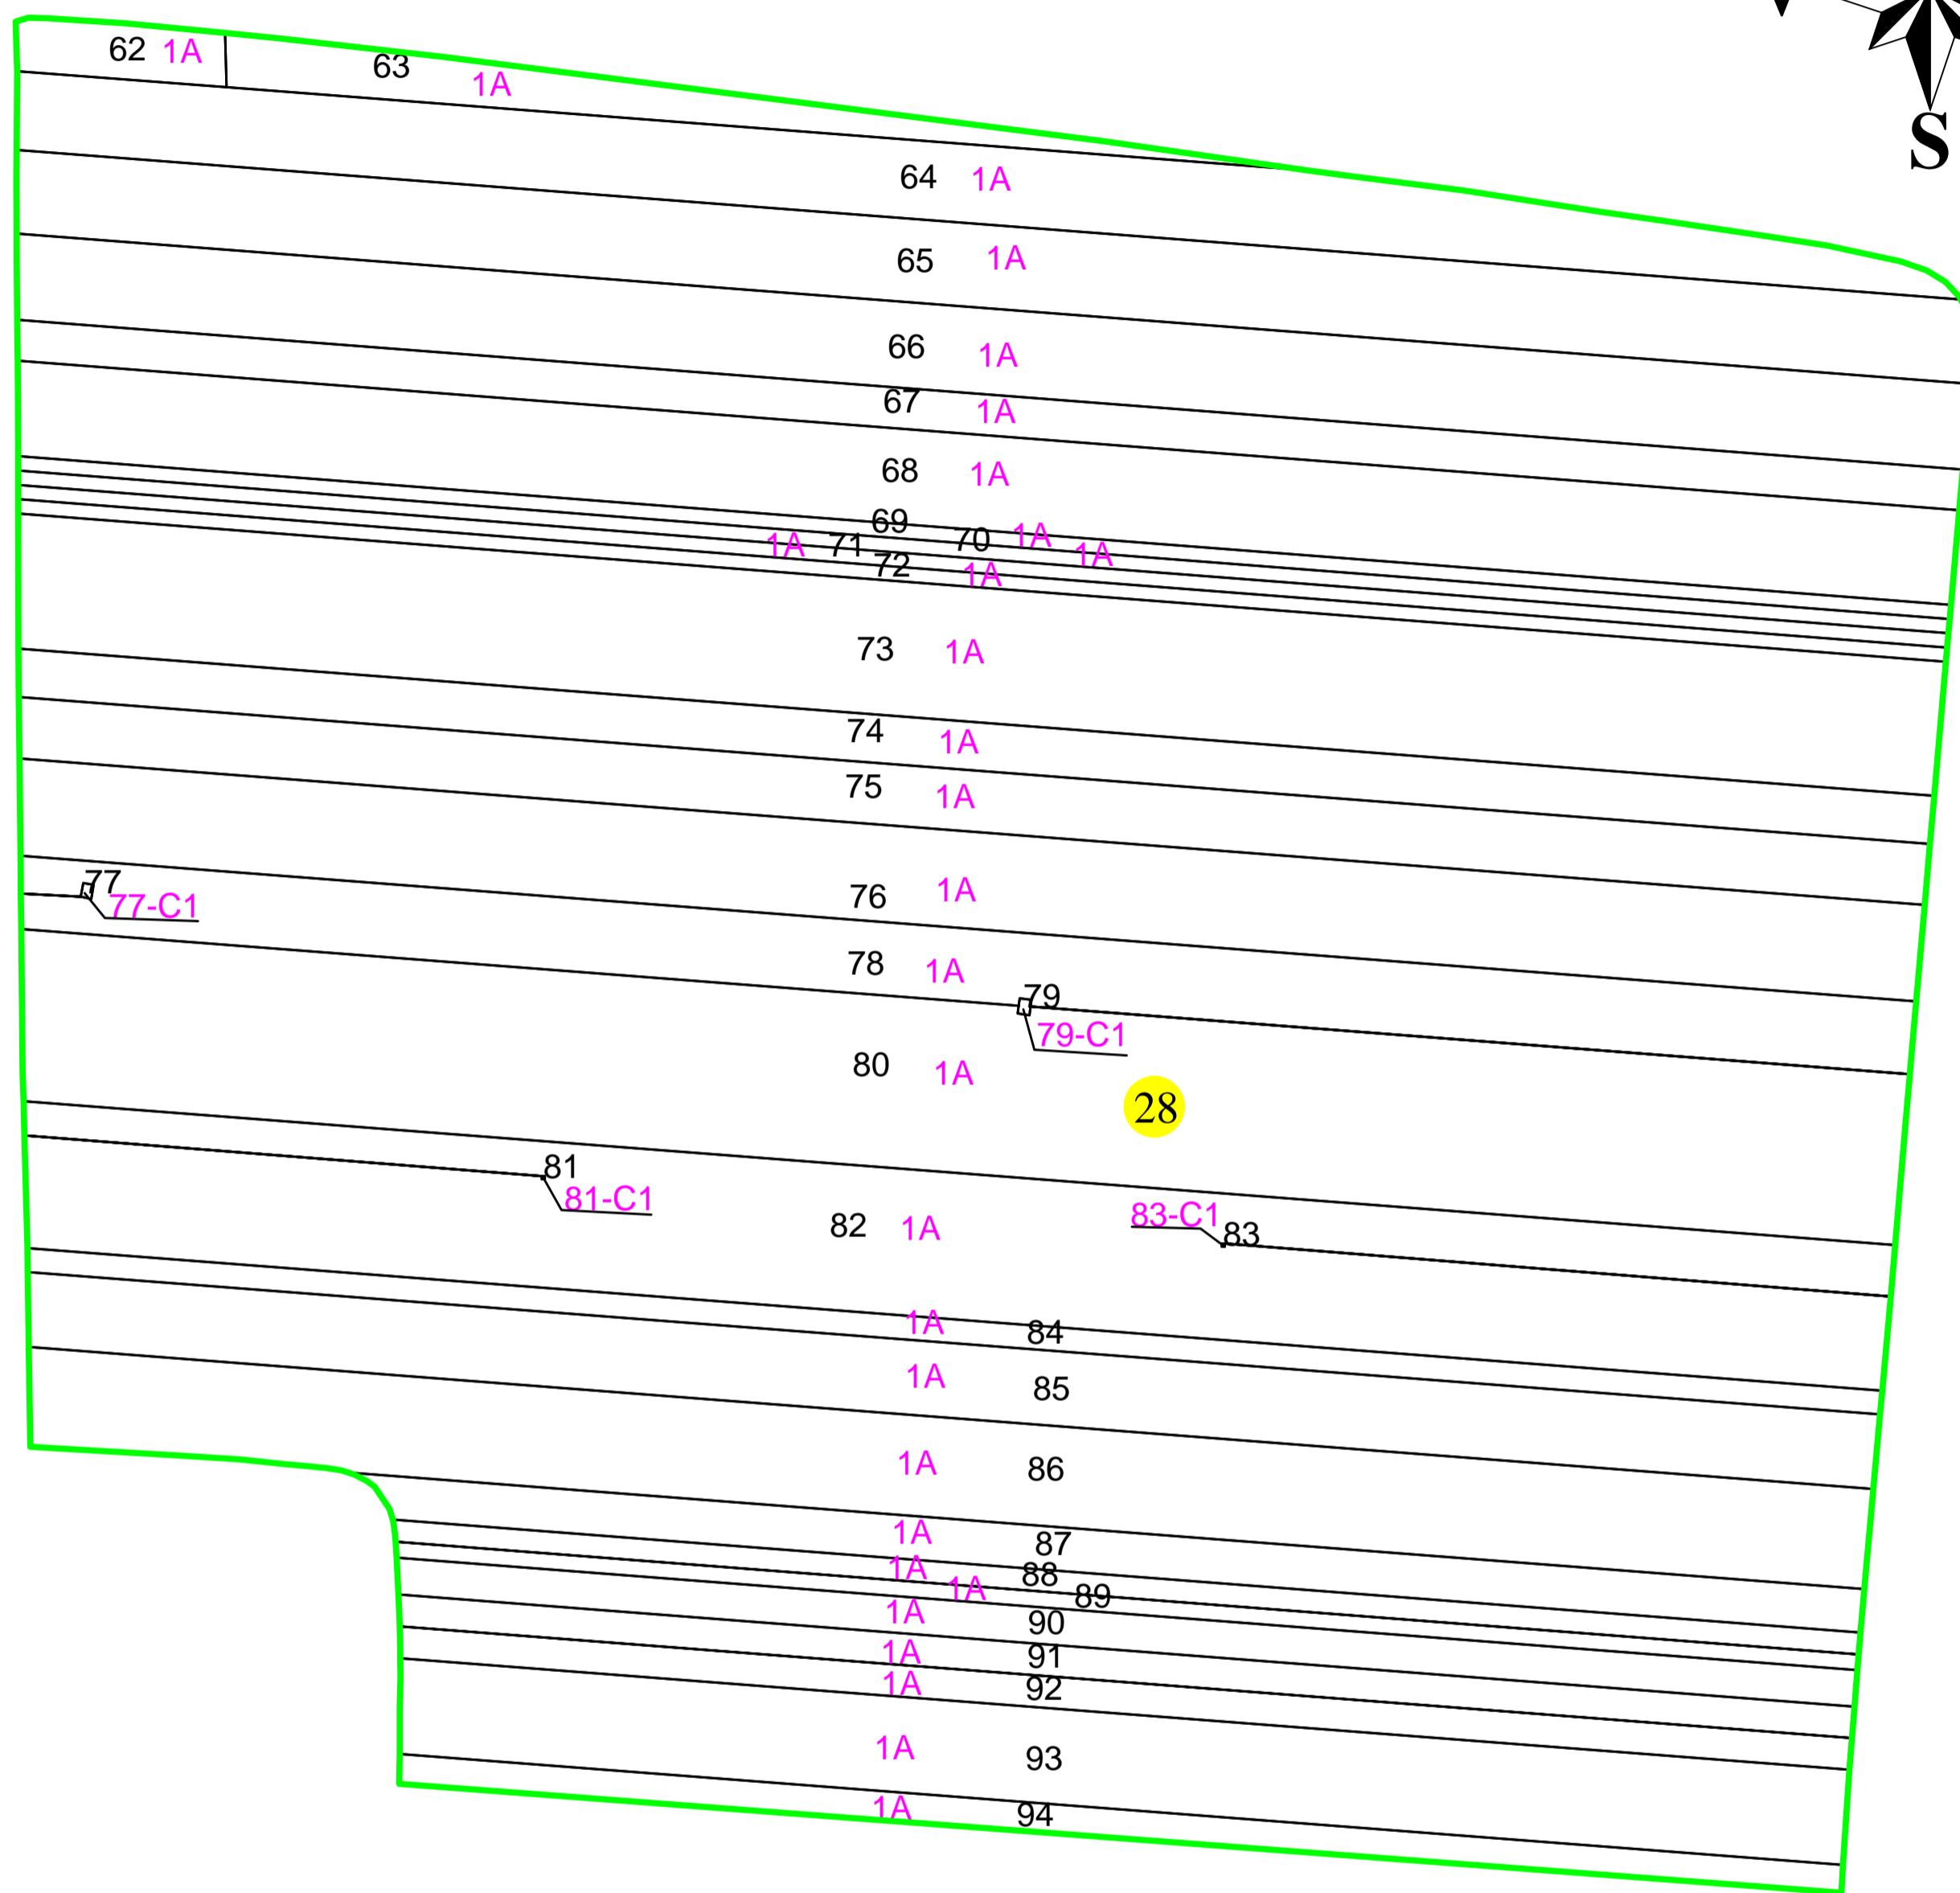 62 1A
63 1A
S
64 1A
65 1A
66 1A
67 1A
68 1A
69 1A
70 1A
1A 71
72 1A
73 1A
74 1A
75 1A
76 1A
77
77-C1
78 1A
79
79-C1
80 1A
28
81
81-C1
82 1A
83-C1
83
1A 84
1A 85
1A 86
1A 87
1A 88
1A 89
1A 90
1A 91
1A 92
1A 93
1A 94